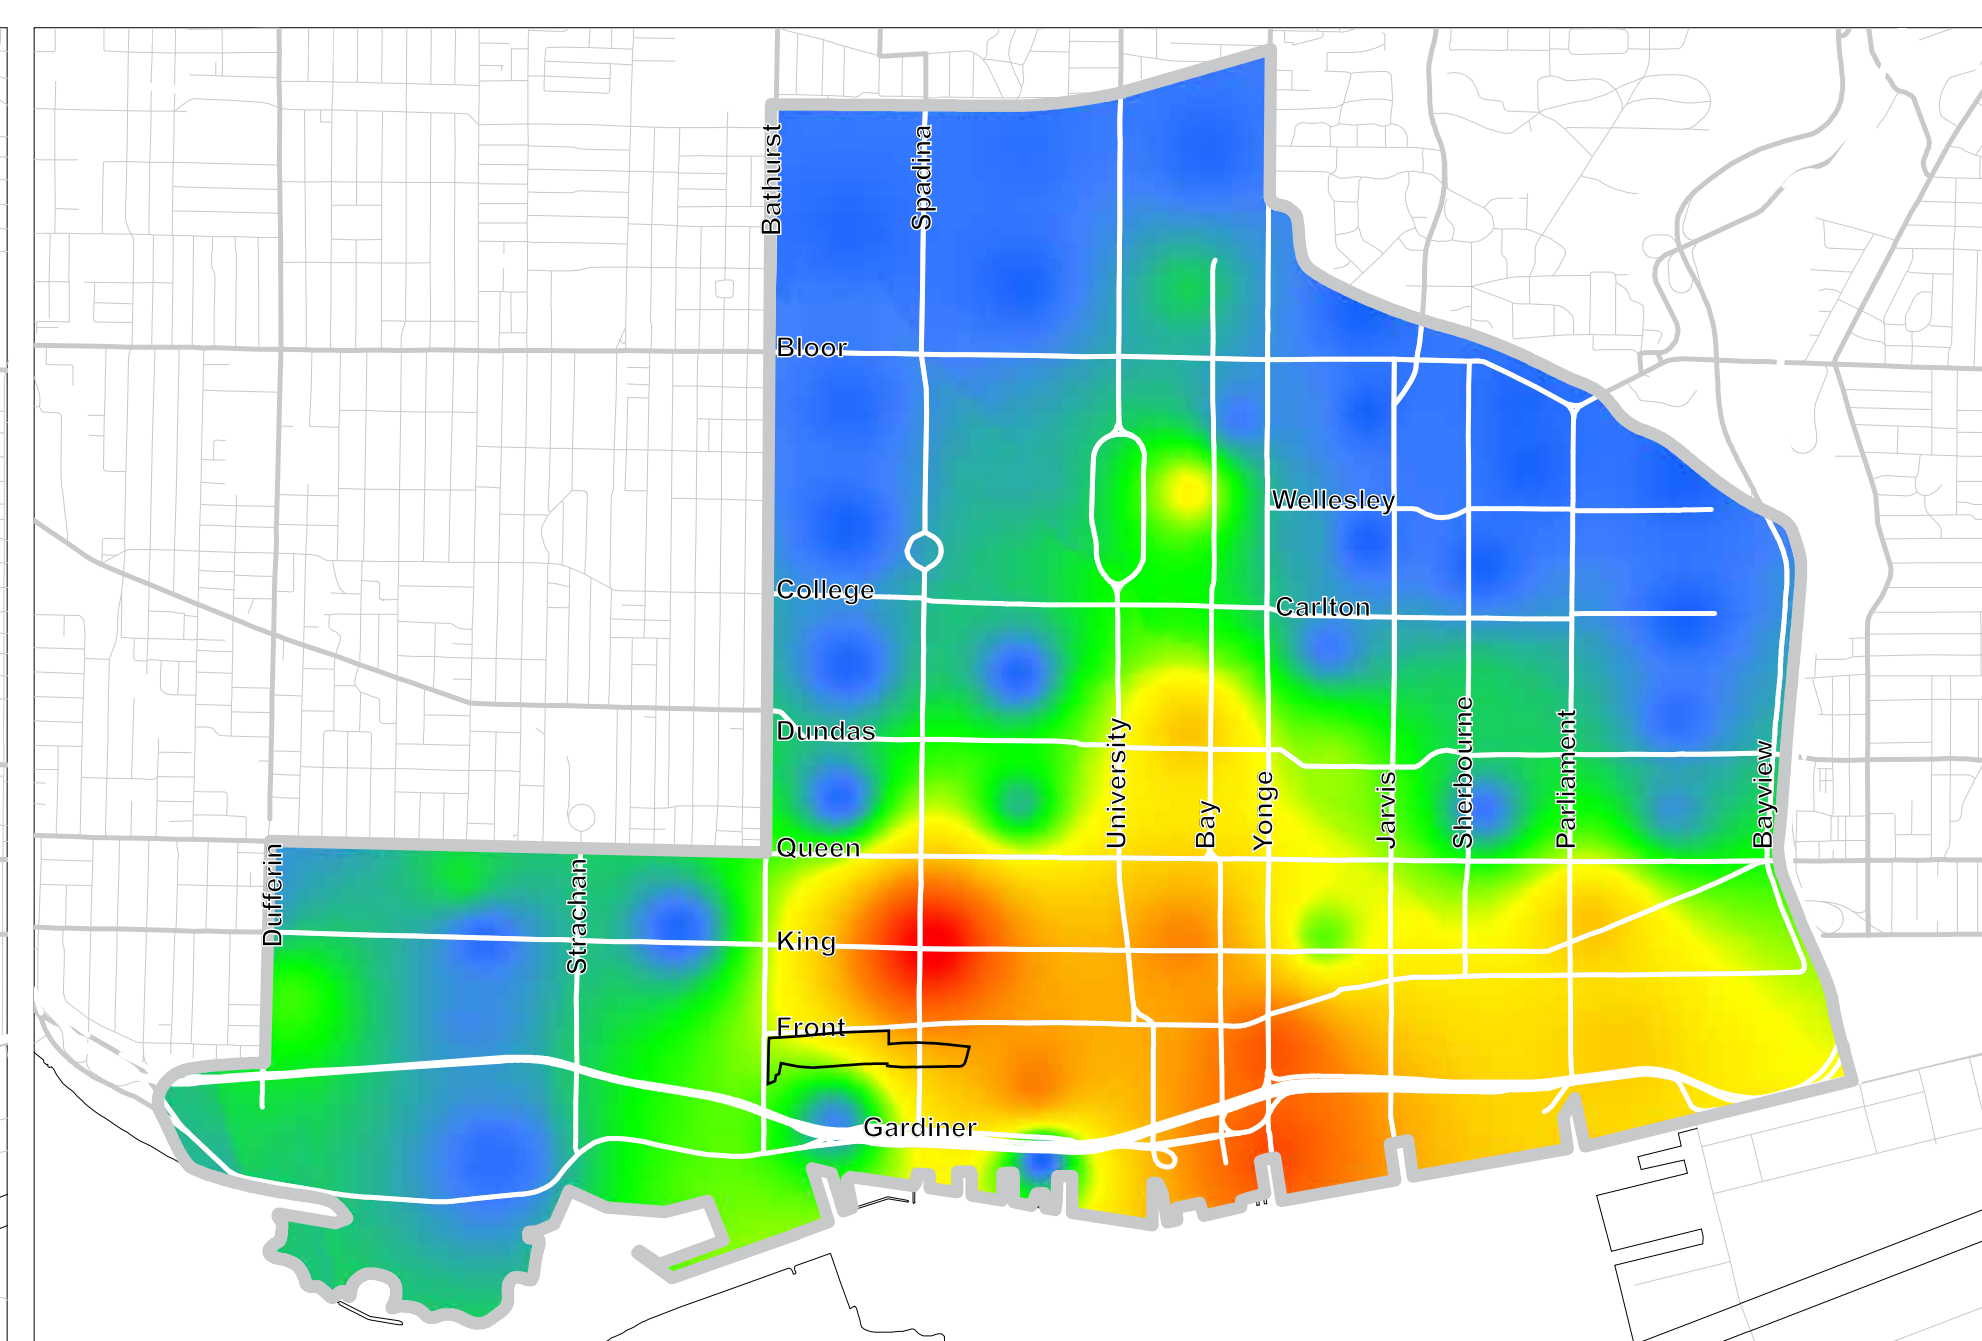 Bathurst
Spadina
Bloor
Wellesley
College
Carlton
Dundas
University
Bay
Yonge
Jarvis
Sherbourne
Parliament
Bayview
Queen
Dufferin
Strachan
King
Front
Gardiner